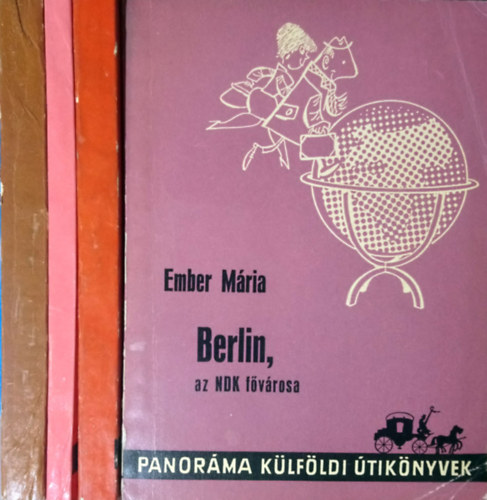 Ember Mária
Berlin,
az NDK fővárosa
PANORÁMA KÜLFÖLDI ÚTIKÖNYVEK